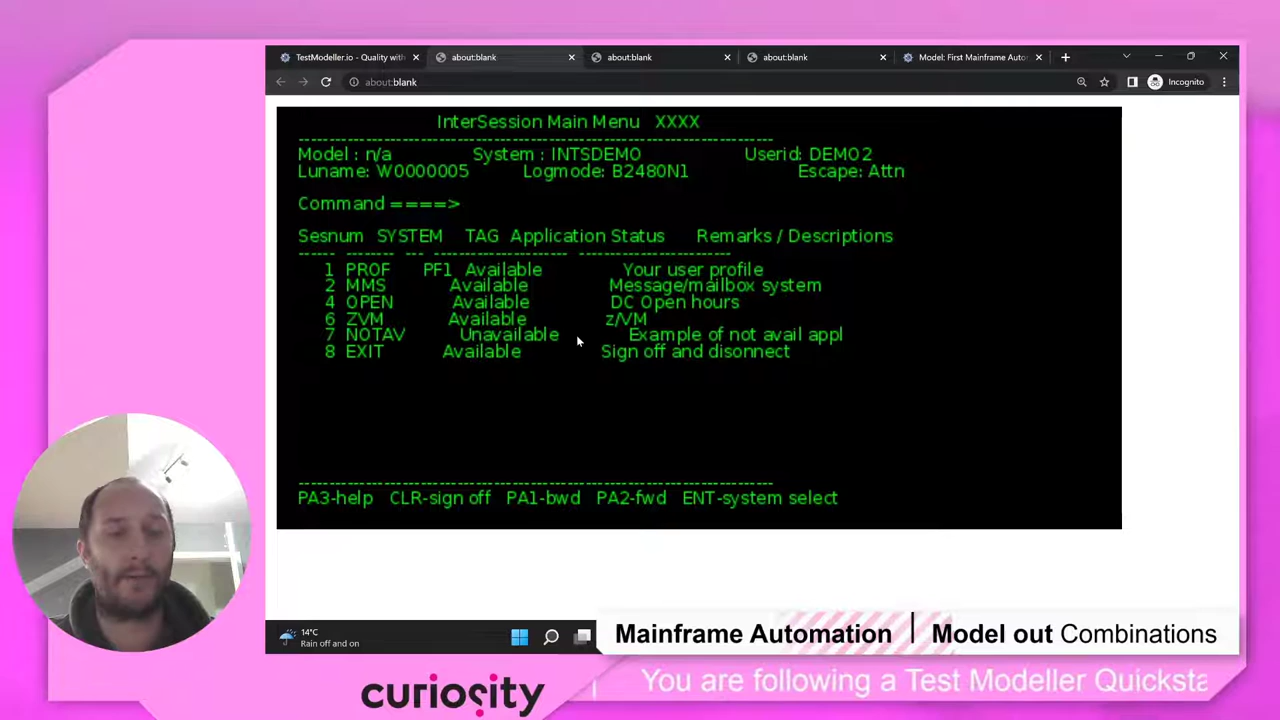 TestModeller.io - Quality with
about:blank
about:blank
about:blank
Model: First Mainframe Auto
about:blank
Incognito
InterSession Main Menu XXXX
Model : n/a System : INTSDEMO Userid: DEMO2
Luname: W0000005 Logmode: B2480N1 Escape: Attn
Command ====>
Sesnum SYSTEM TAG Application Status Remarks / Descriptions
1 PROF PF1 Available Your user profile
2 MMS Available Message/mailbox system
4 OPEN Available DC Open hours
6 ZVM Available z/VM
7 NOTAV Unavailable Example of not avail appl
8 EXIT Available Sign off and disonnect
PA3-help CLR-sign off PA1-bwd PA2-fwd ENT-system select
14°C
Rain off and on
Mainframe Automation | Model out Combinations
curiosity
You are following a Test Modeller Quicksta